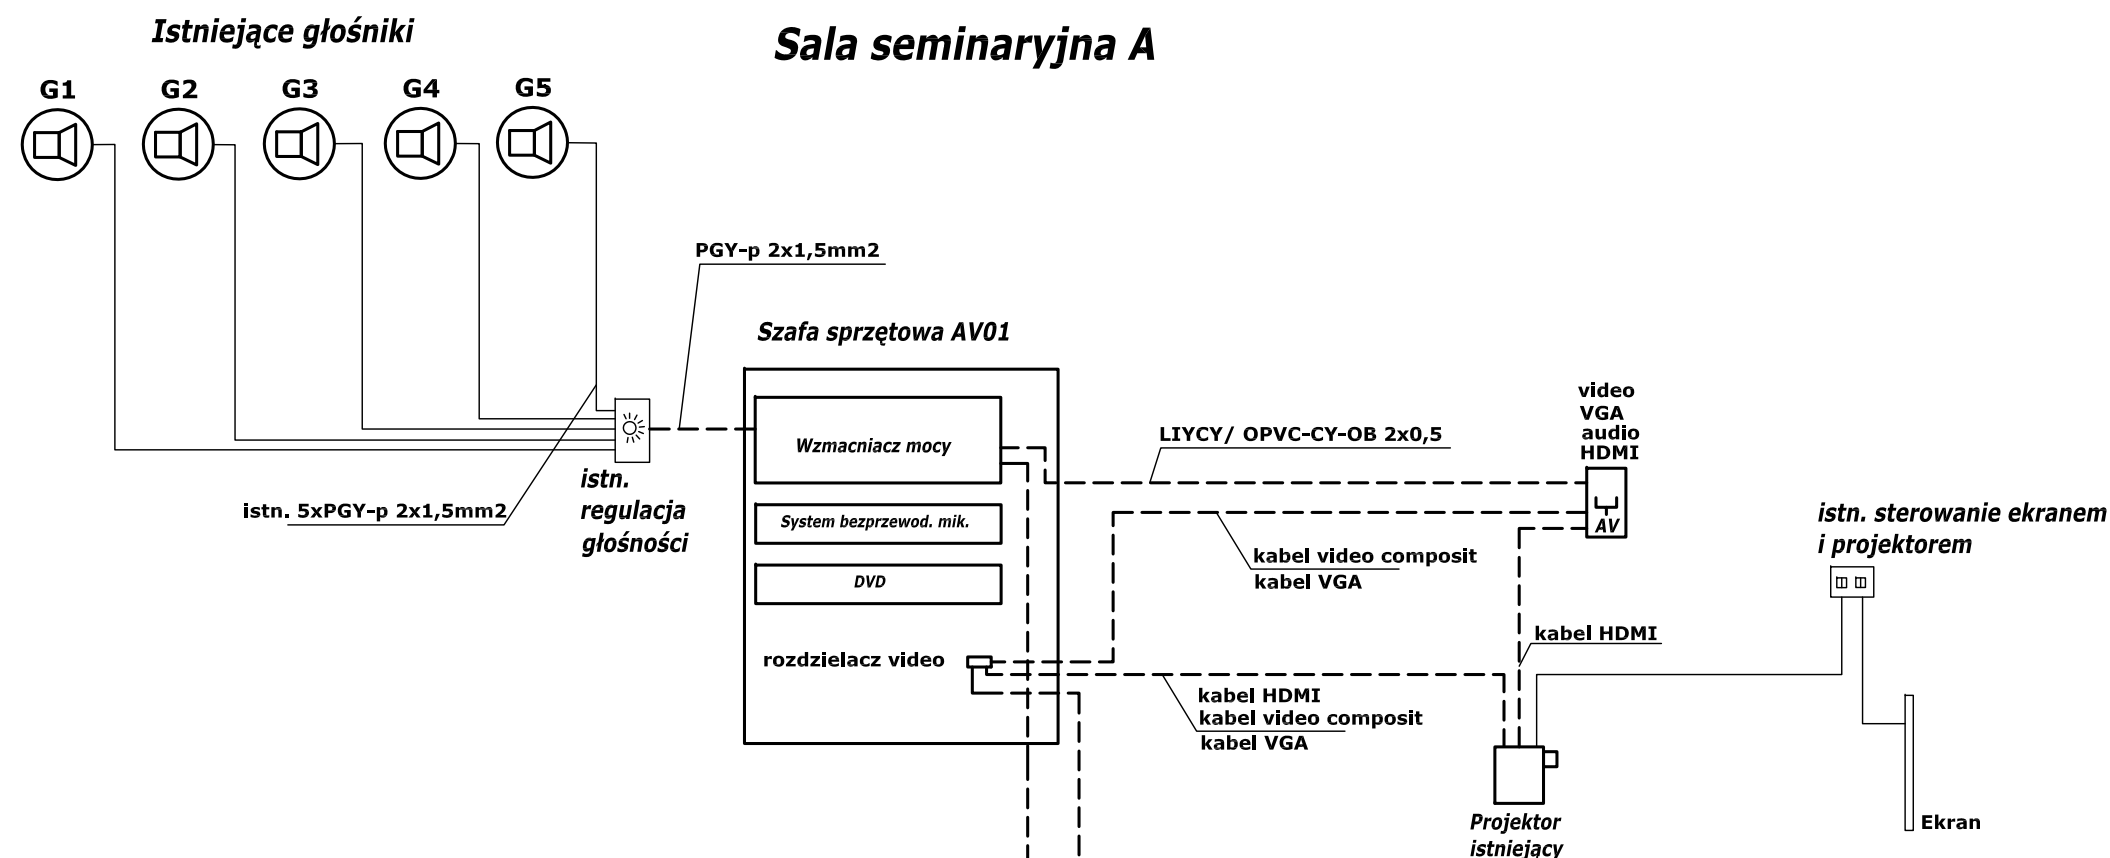 Istniejące głośniki
Sala seminaryjna A
G1
G2
G3
G4
G5
PGY-p 2x1,5mm2
Szafa sprzętowa AV01
Wzmacniacz mocy
System bezprzewod. mik.
DVD
rozdzielacz video
istn. 5xPGY-p 2x1,5mm2
istn.
regulacja
głośności
LIYCY/ OPVC-CY-OB 2x0,5
video
VGA
audio
HDMI
AV
kabel video composit
kabel VGA
istn. sterowanie ekranem
i projektorem
kabel HDMI
kabel HDMI
kabel video composit
kabel VGA
Projektor
istniejący
Ekran